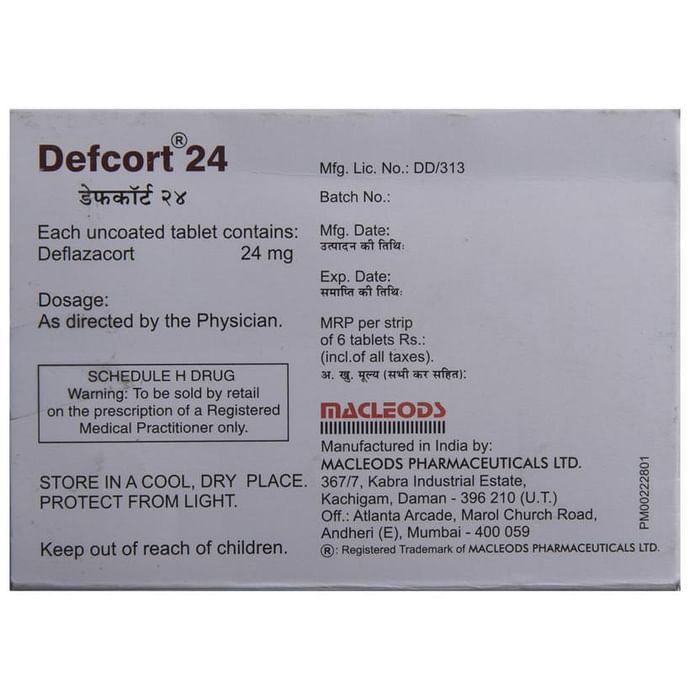 Defcort® 24
डेफकॉर्ट २४
Each uncoated tablet contains:
Deflazacort 24 mg
Dosage:
As directed by the Physician.
SCHEDULE H DRUG
Warning: To be sold by retail
on the prescription of a Registered
Medical Practitioner only.
STORE IN A COOL, DRY PLACE.
PROTECT FROM LIGHT.
Keep out of reach of children.
Mfg. Lic. No.: DD/313
Batch No.:
Mfg. Date:
उत्पादन की तिथि:
Exp. Date:
समाप्ति की तिथि:
MRP per strip
of 6 tablets Rs.:
(incl.of all taxes).
अ. खु. मूल्य (सभी कर सहित):
MACLEODS
Manufactured in India by:
MACLEODS PHARMACEUTICALS LTD.
367/7, Kabra Industrial Estate,
Kachigam, Daman - 396 210 (U.T.)
Off.: Atlanta Arcade, Marol Church Road,
Andheri (E), Mumbai - 400 059
®: Registered Trademark of MACLEODS PHARMACEUTICALS LTD.
PM00222801